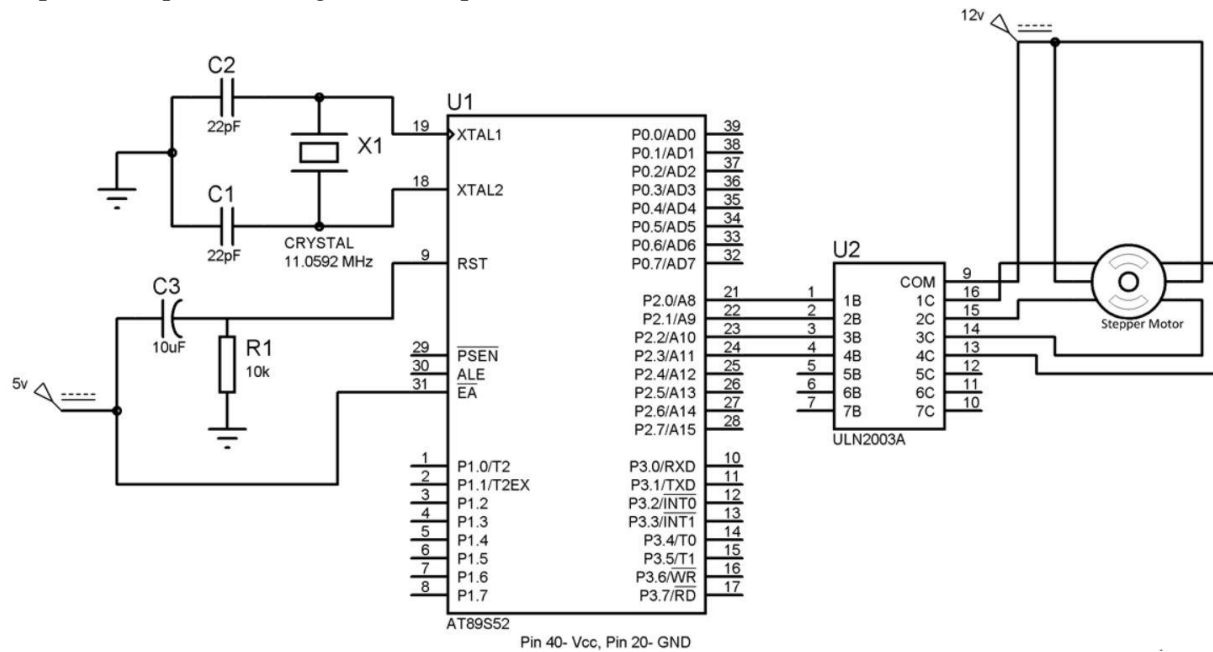 12v
C2
22pF
X1
C1
22pF
CRYSTAL
11.0592 MHz
C3
10uF
R1
10k
5v
U1
19 XTAL1
18 XTAL2
9 RST
29 PSEN
30 ALE
31 EA
1 P1.0/T2
2 P1.1/T2EX
3 P1.2
4 P1.3
5 P1.4
6 P1.5
7 P1.6
8 P1.7
P0.0/AD0 39
P0.1/AD1 38
P0.2/AD2 37
P0.3/AD3 36
P0.4/AD4 35
P0.5/AD5 34
P0.6/AD6 33
P0.7/AD7 32
P2.0/A8 21
P2.1/A9 22
P2.2/A10 23
P2.3/A11 24
P2.4/A12 25
P2.5/A13 26
P2.6/A14 27
P2.7/A15 28
P3.0/RXD 10
P3.1/TXD 11
P3.2/INT0 12
P3.3/INT1 13
P3.4/T0 14
P3.5/T1 15
P3.6/WR 16
P3.7/RD 17
AT89S52
Pin 40- Vcc, Pin 20- GND
U2
1 1B
2 2B
3 3B
4 4B
5 5B
6 6B
7 7B
COM 9
1C 16
2C 15
3C 14
4C 13
5C 12
6C 11
7C 10
ULN2003A
Stepper Motor